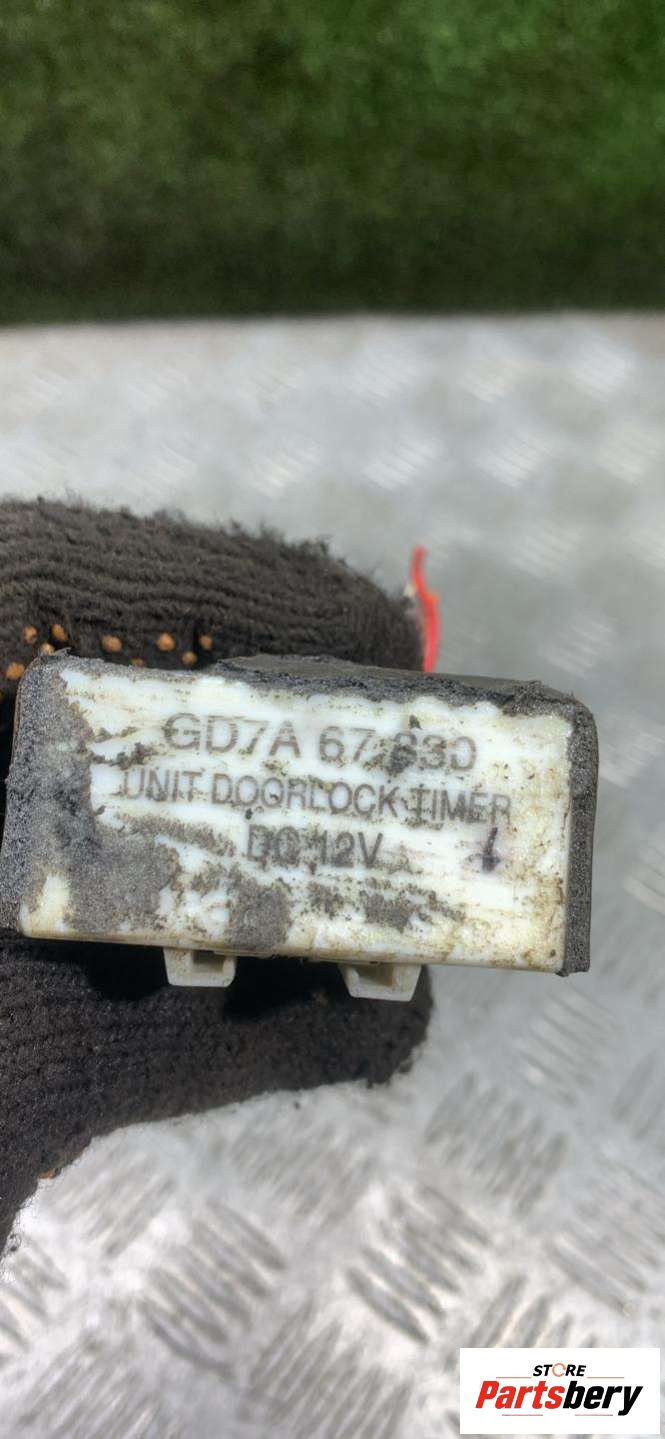 GD7A 67 830
UNIT DOORLOCK TIMER
DC 12V
STORE
Partsbery